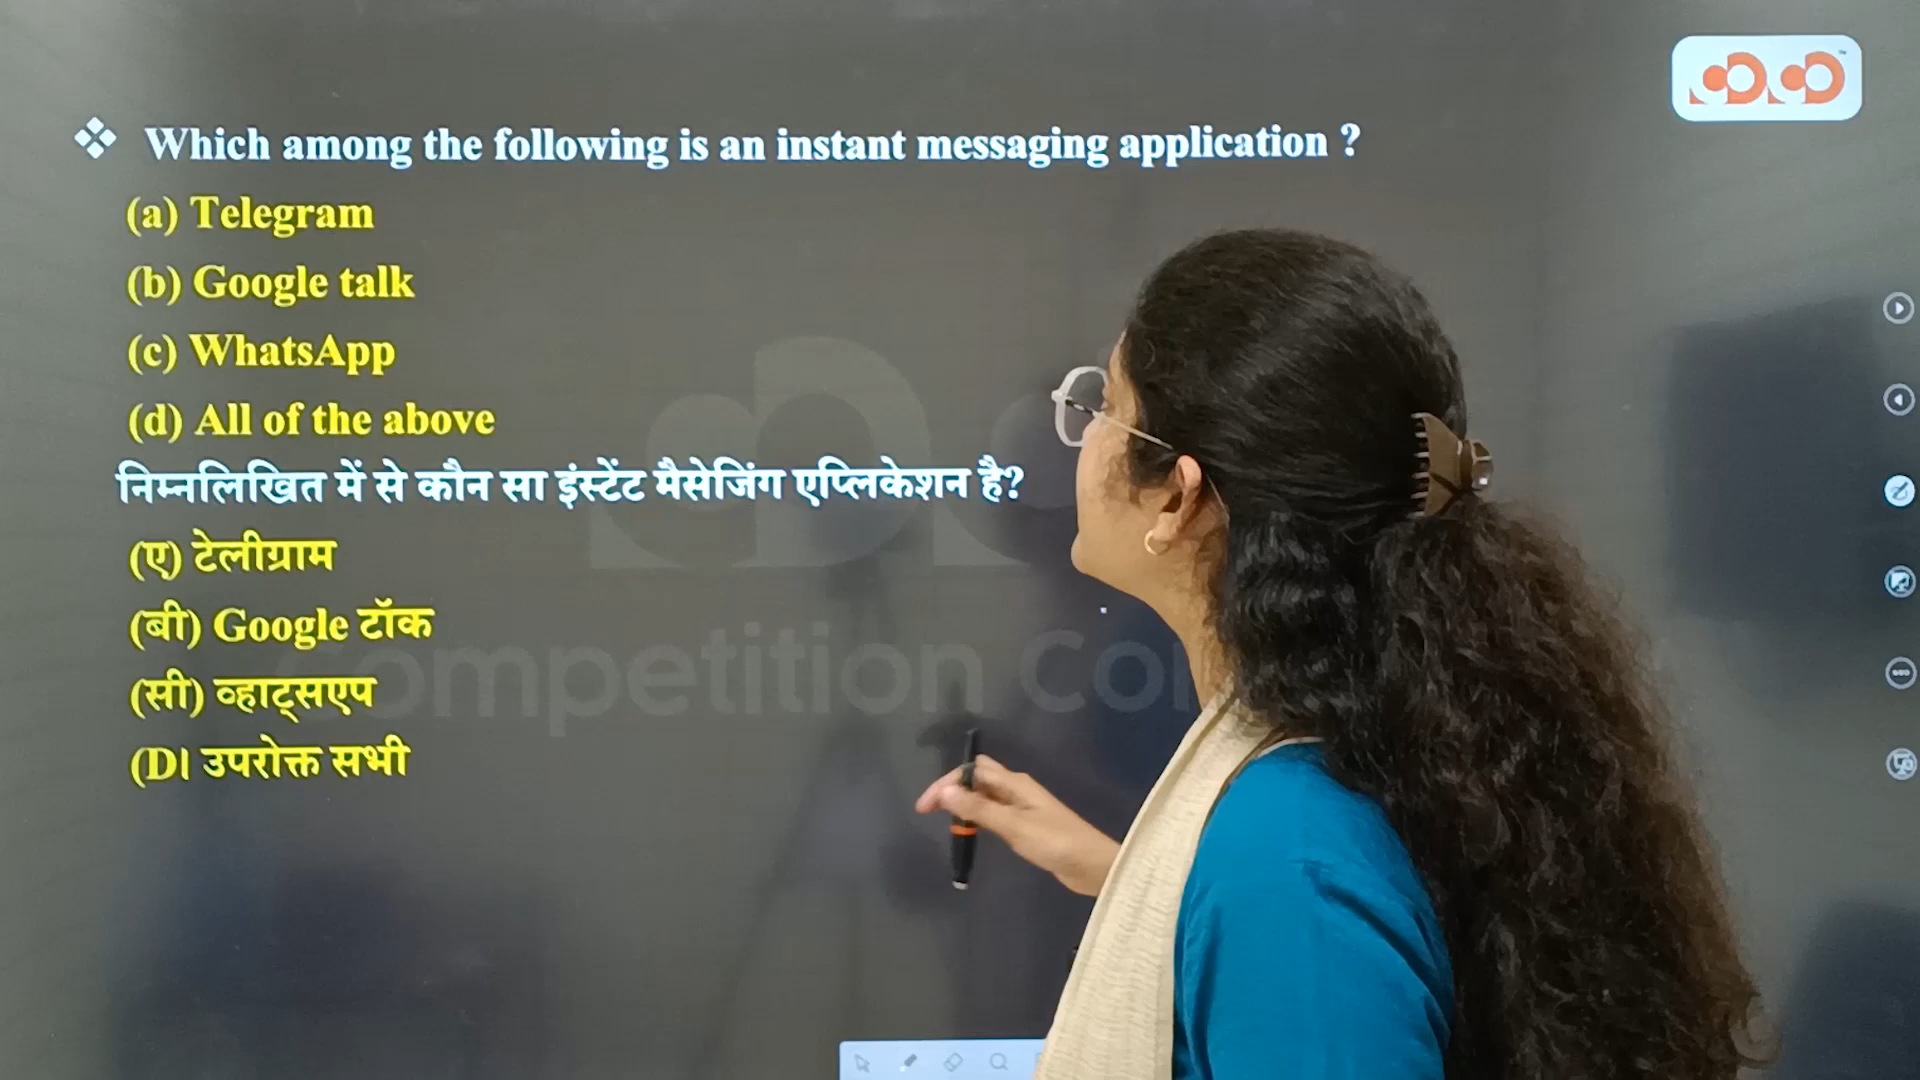 ❖ Which among the following is an instant messaging application ?
(a) Telegram
(b) Google talk
(c) WhatsApp
(d) All of the above
निम्नलिखित में से कौन सा इंस्टेंट मैसेजिंग एप्लिकेशन है?
(ए) टेलीग्राम
(बी) Google टॉक
(सी) व्हाट्सएप
(D। उपरोक्त सभी
Competition